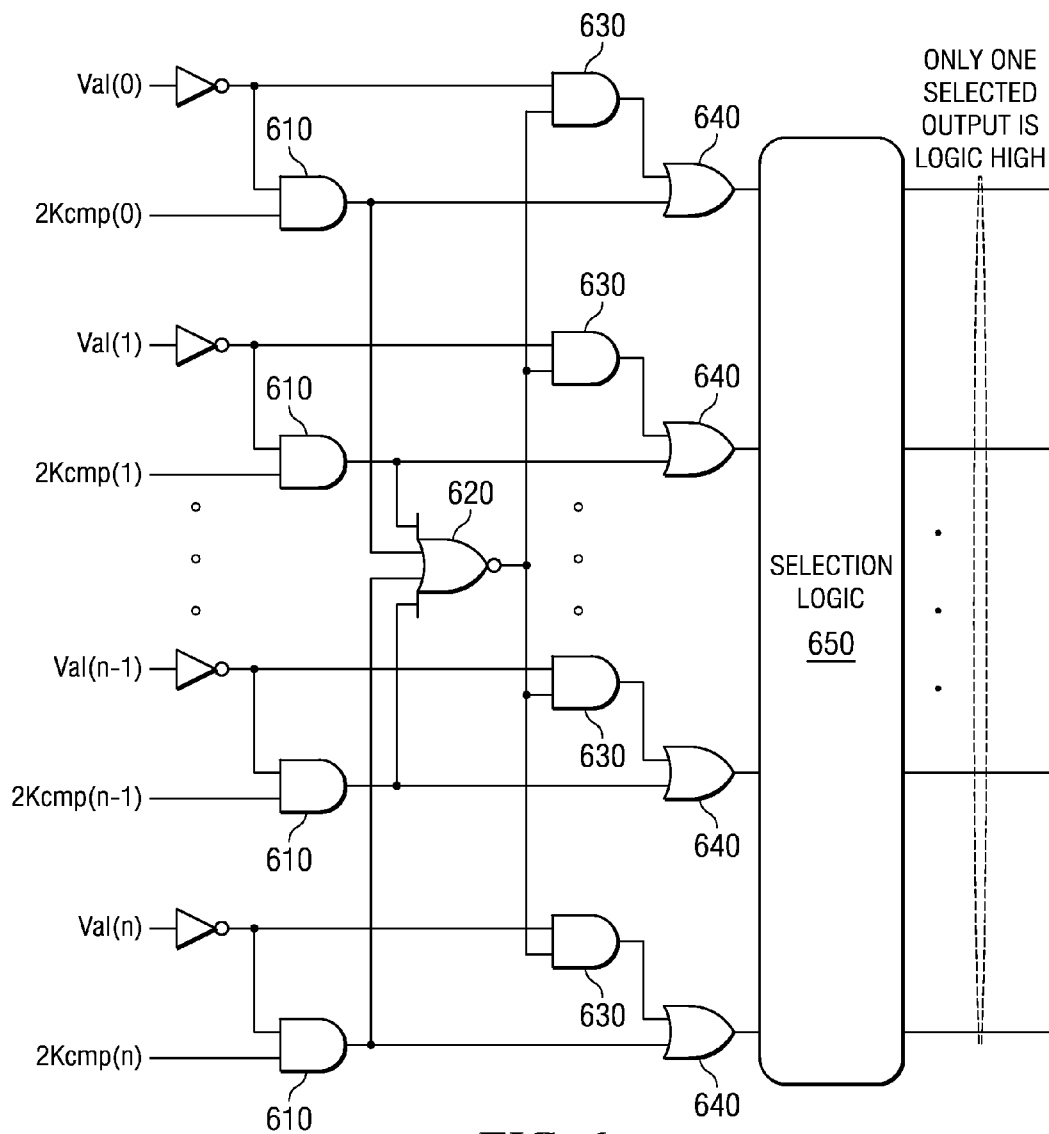 630
ONLY ONE
SELECTED
OUTPUT IS
LOGIC HIGH
Val(0)
610
640
2Kcmp(0)
630
Val(1)
610
640
2Kcmp(1)
620
SELECTION
LOGIC
650
Val(n-1)
630
2Kcmp(n-1)
610
640
Val(n)
630
2Kcmp(n)
610
640